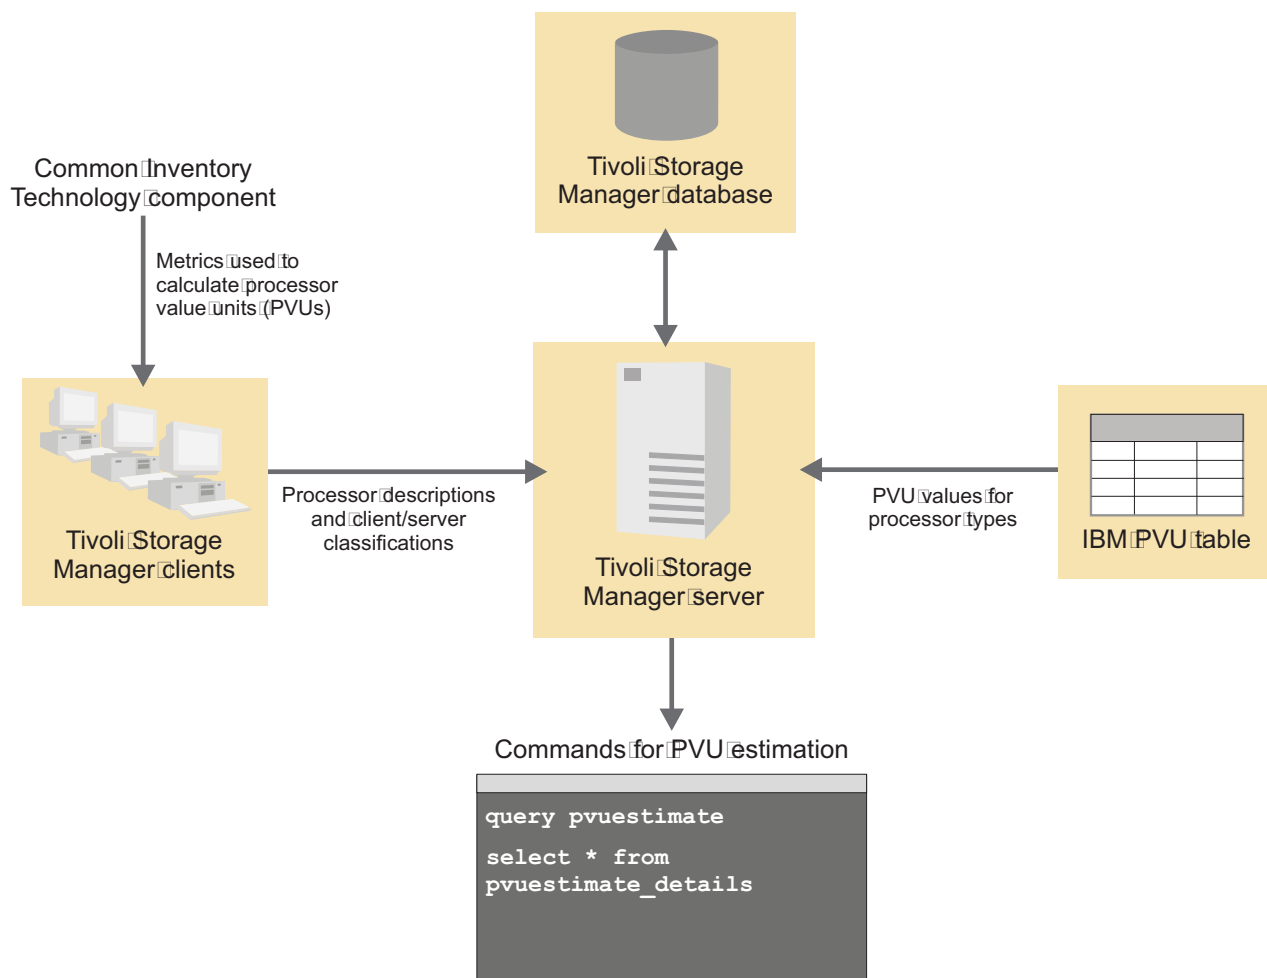 Tivoli Storage
Manager database
Common Inventory
Technology component
Metrics used to
calculate processor
value units (PVUs)
Tivoli Storage
Manager clients
Processor descriptions
and client/server
classifications
Tivoli Storage
Manager server
PVU values for
processor types
IBM PVU table
Commands for PVU estimation
query pvuestimate
select * from
pvuestimate_details